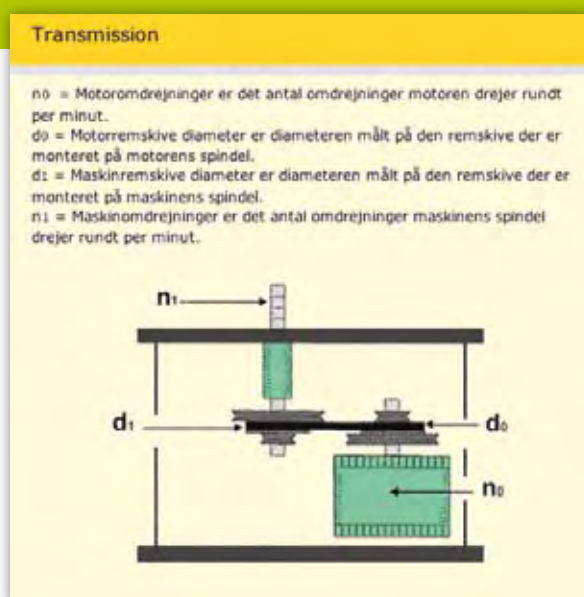 Transmission
n0 = Motoromdrejninger er det antal omdrejninger motoren drejer rundt
per minut.
d0 = Motorremskive diameter er diameteren målt på den remskive der er
monteret på motorens spindel.
d1 = Maskinremskive diameter er diameteren målt på den remskive der er
monteret på maskinens spindel.
n1 = Maskinomdrejninger er det antal omdrejninger maskinens spindel
drejer rundt per minut.
n1
d1
d0
n0